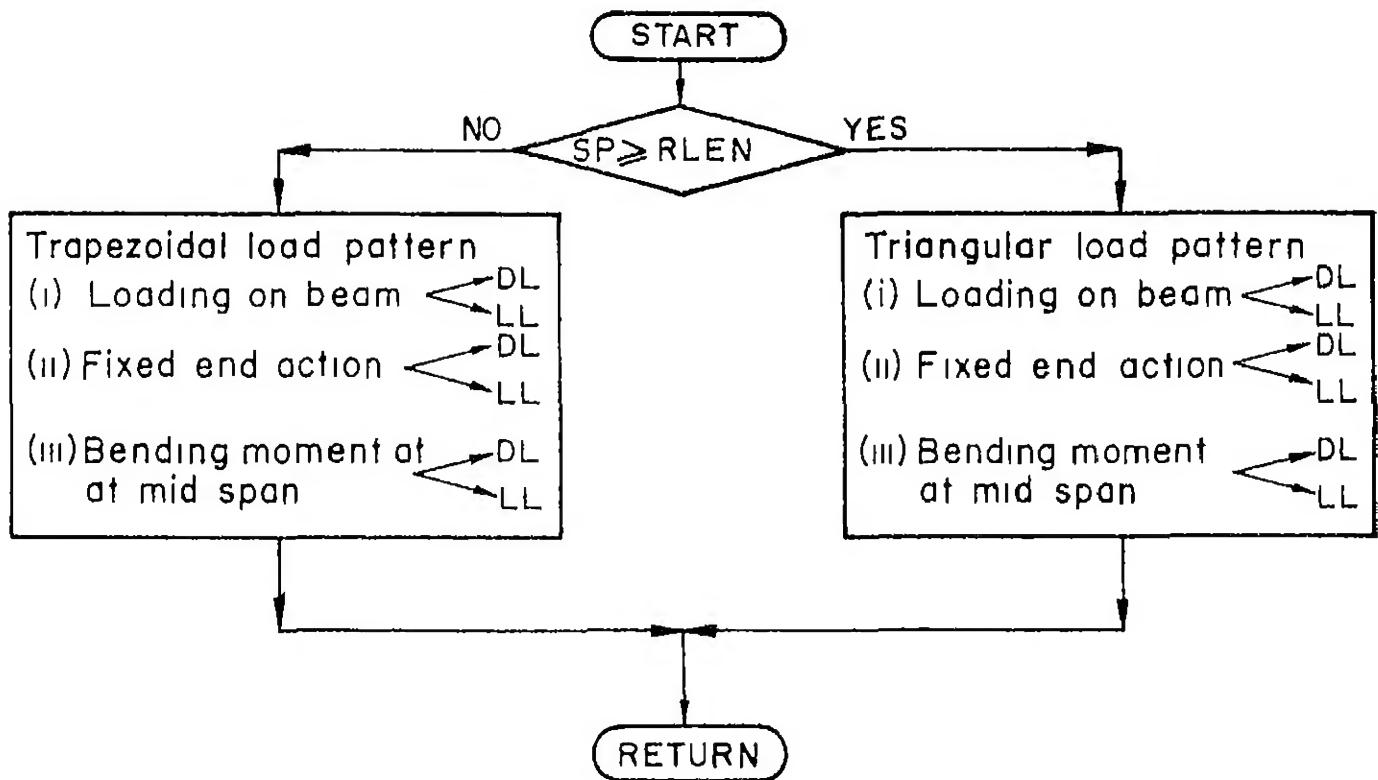 START
NO
YES
SP⩾RLEN
Trapezoidal load pattern
(i) Loading on beam
DL
LL
(ii) Fixed end action
DL
LL
(iii) Bending moment at
at mid span
DL
LL
Triangular load pattern
(i) Loading on beam
DL
LL
(ii) Fixed end action
DL
LL
(iii) Bending moment
at mid span
DL
LL
RETURN